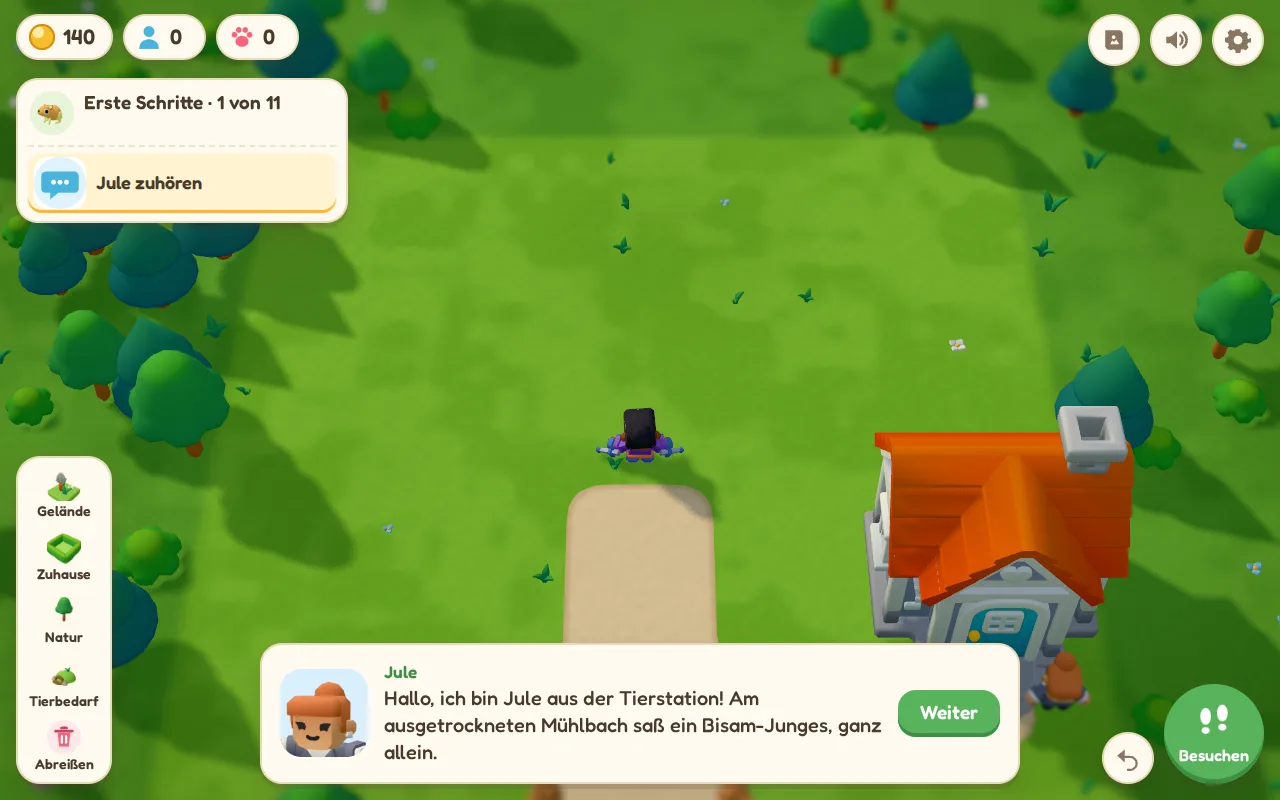 140
0
0
Erste Schritte · 1 von 11
Jule zuhören
Gelände
Zuhause
Natur
Tierbedarf
Abreißen
Jule
Hallo, ich bin Jule aus der Tierstation! Am
ausgetrockneten Mühlbach saß ein Bisam-Junges, ganz
allein.
Weiter
Besuchen